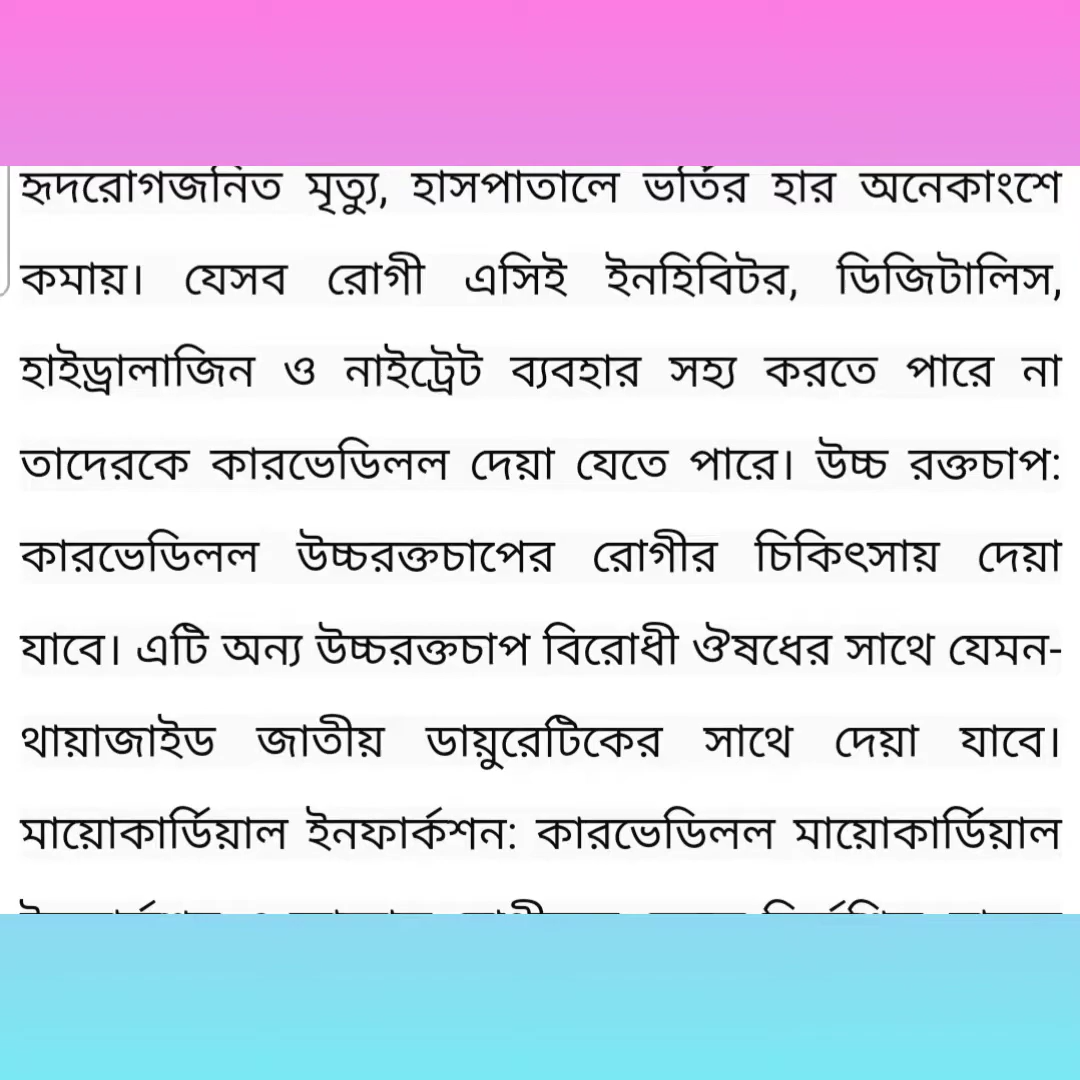 হৃদরোগজনিত মৃত্যু, হাসপাতালে ভর্তির হার অনেকাংশে
কমায়। যেসব রোগী এসিই ইনহিবিটর, ডিজিটালিস,
হাইড্রালাজিন ও নাইট্রেট ব্যবহার সহ্য করতে পারে না
তাদেরকে কারভেডিলল দেয়া যেতে পারে। উচ্চ রক্তচাপ:
কারভেডিলল উচ্চরক্তচাপের রোগীর চিকিৎসায় দেয়া
যাবে। এটি অন্য উচ্চরক্তচাপ বিরোধী ঔষধের সাথে যেমন-
থায়াজাইড জাতীয় ডায়ুরেটিকের সাথে দেয়া যাবে।
মায়োকার্ডিয়াল ইনফার্কশন: কারভেডিলল মায়োকার্ডিয়াল